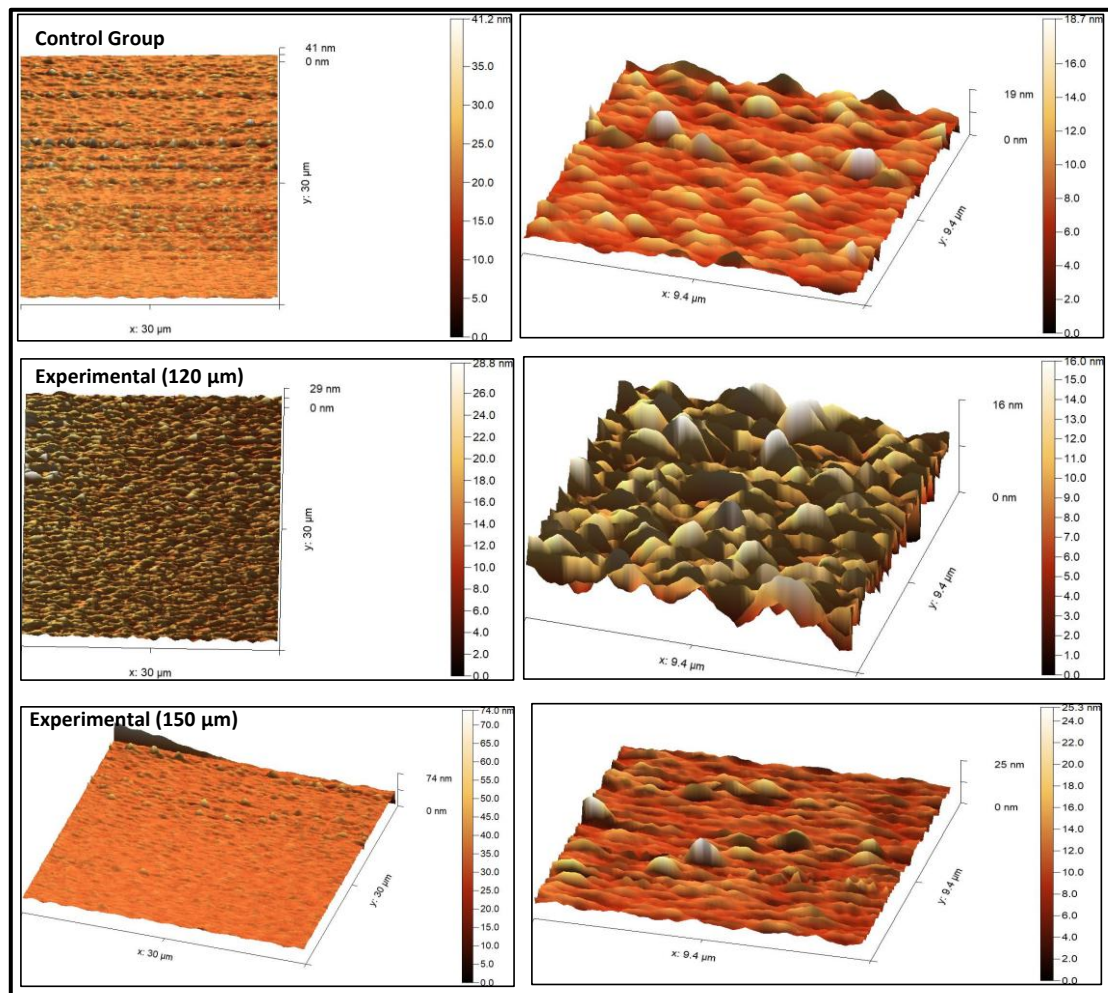 Control Group
41 nm
0 nm
y: 30 µm
x: 30 µm
41.2 nm
35.0
30.0
25.0
20.0
15.0
10.0
5.0
0.0
19 nm
0 nm
y: 9.4 µm
x: 9.4 µm
18.7 nm
16.0
14.0
12.0
10.0
8.0
6.0
4.0
2.0
0.0
Experimental (120 µm)
29 nm
0 nm
y: 30 µm
x: 30 µm
28.8 nm
26.0
24.0
22.0
20.0
18.0
16.0
14.0
12.0
10.0
8.0
6.0
4.0
2.0
0.0
16 nm
0 nm
y: 9.4 µm
x: 9.4 µm
16.0 nm
15.0
14.0
13.0
12.0
11.0
10.0
9.0
8.0
7.0
6.0
5.0
4.0
3.0
2.0
1.0
0.0
Experimental (150 µm)
74 nm
0 nm
y: 30 µm
x: 30 µm
74.0 nm
70.0
65.0
60.0
55.0
50.0
45.0
40.0
35.0
30.0
25.0
20.0
15.0
10.0
5.0
0.0
25 nm
0 nm
y: 9.4 µm
x: 9.4 µm
25.3 nm
24.0
22.0
20.0
18.0
16.0
14.0
12.0
10.0
8.0
6.0
4.0
2.0
0.0